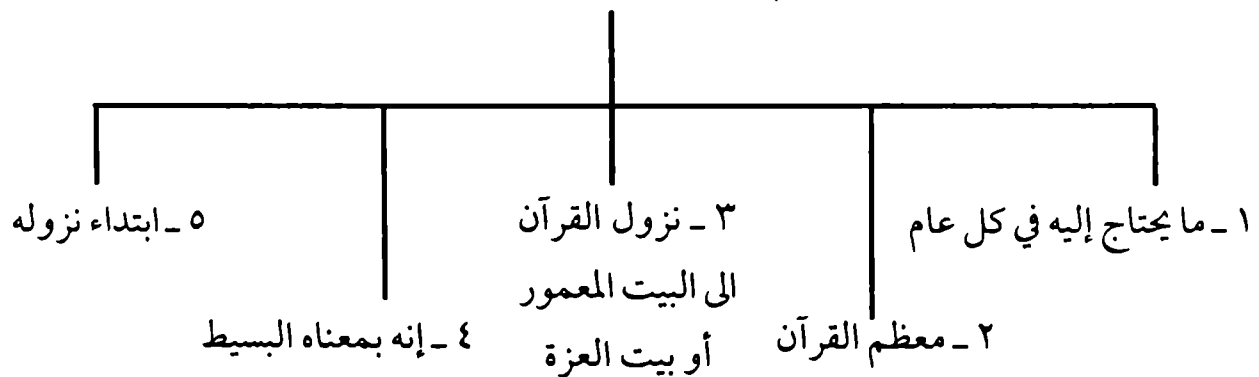 ١ ـ ما يحتاج إليه في كل عام
٢ ـ معظم القرآن
٣ ـ نزول القرآن
الى البيت المعمور
أو بيت العزة
٤ ـ إنه بمعناه البسيط
٥ ـ ابتداء نزوله